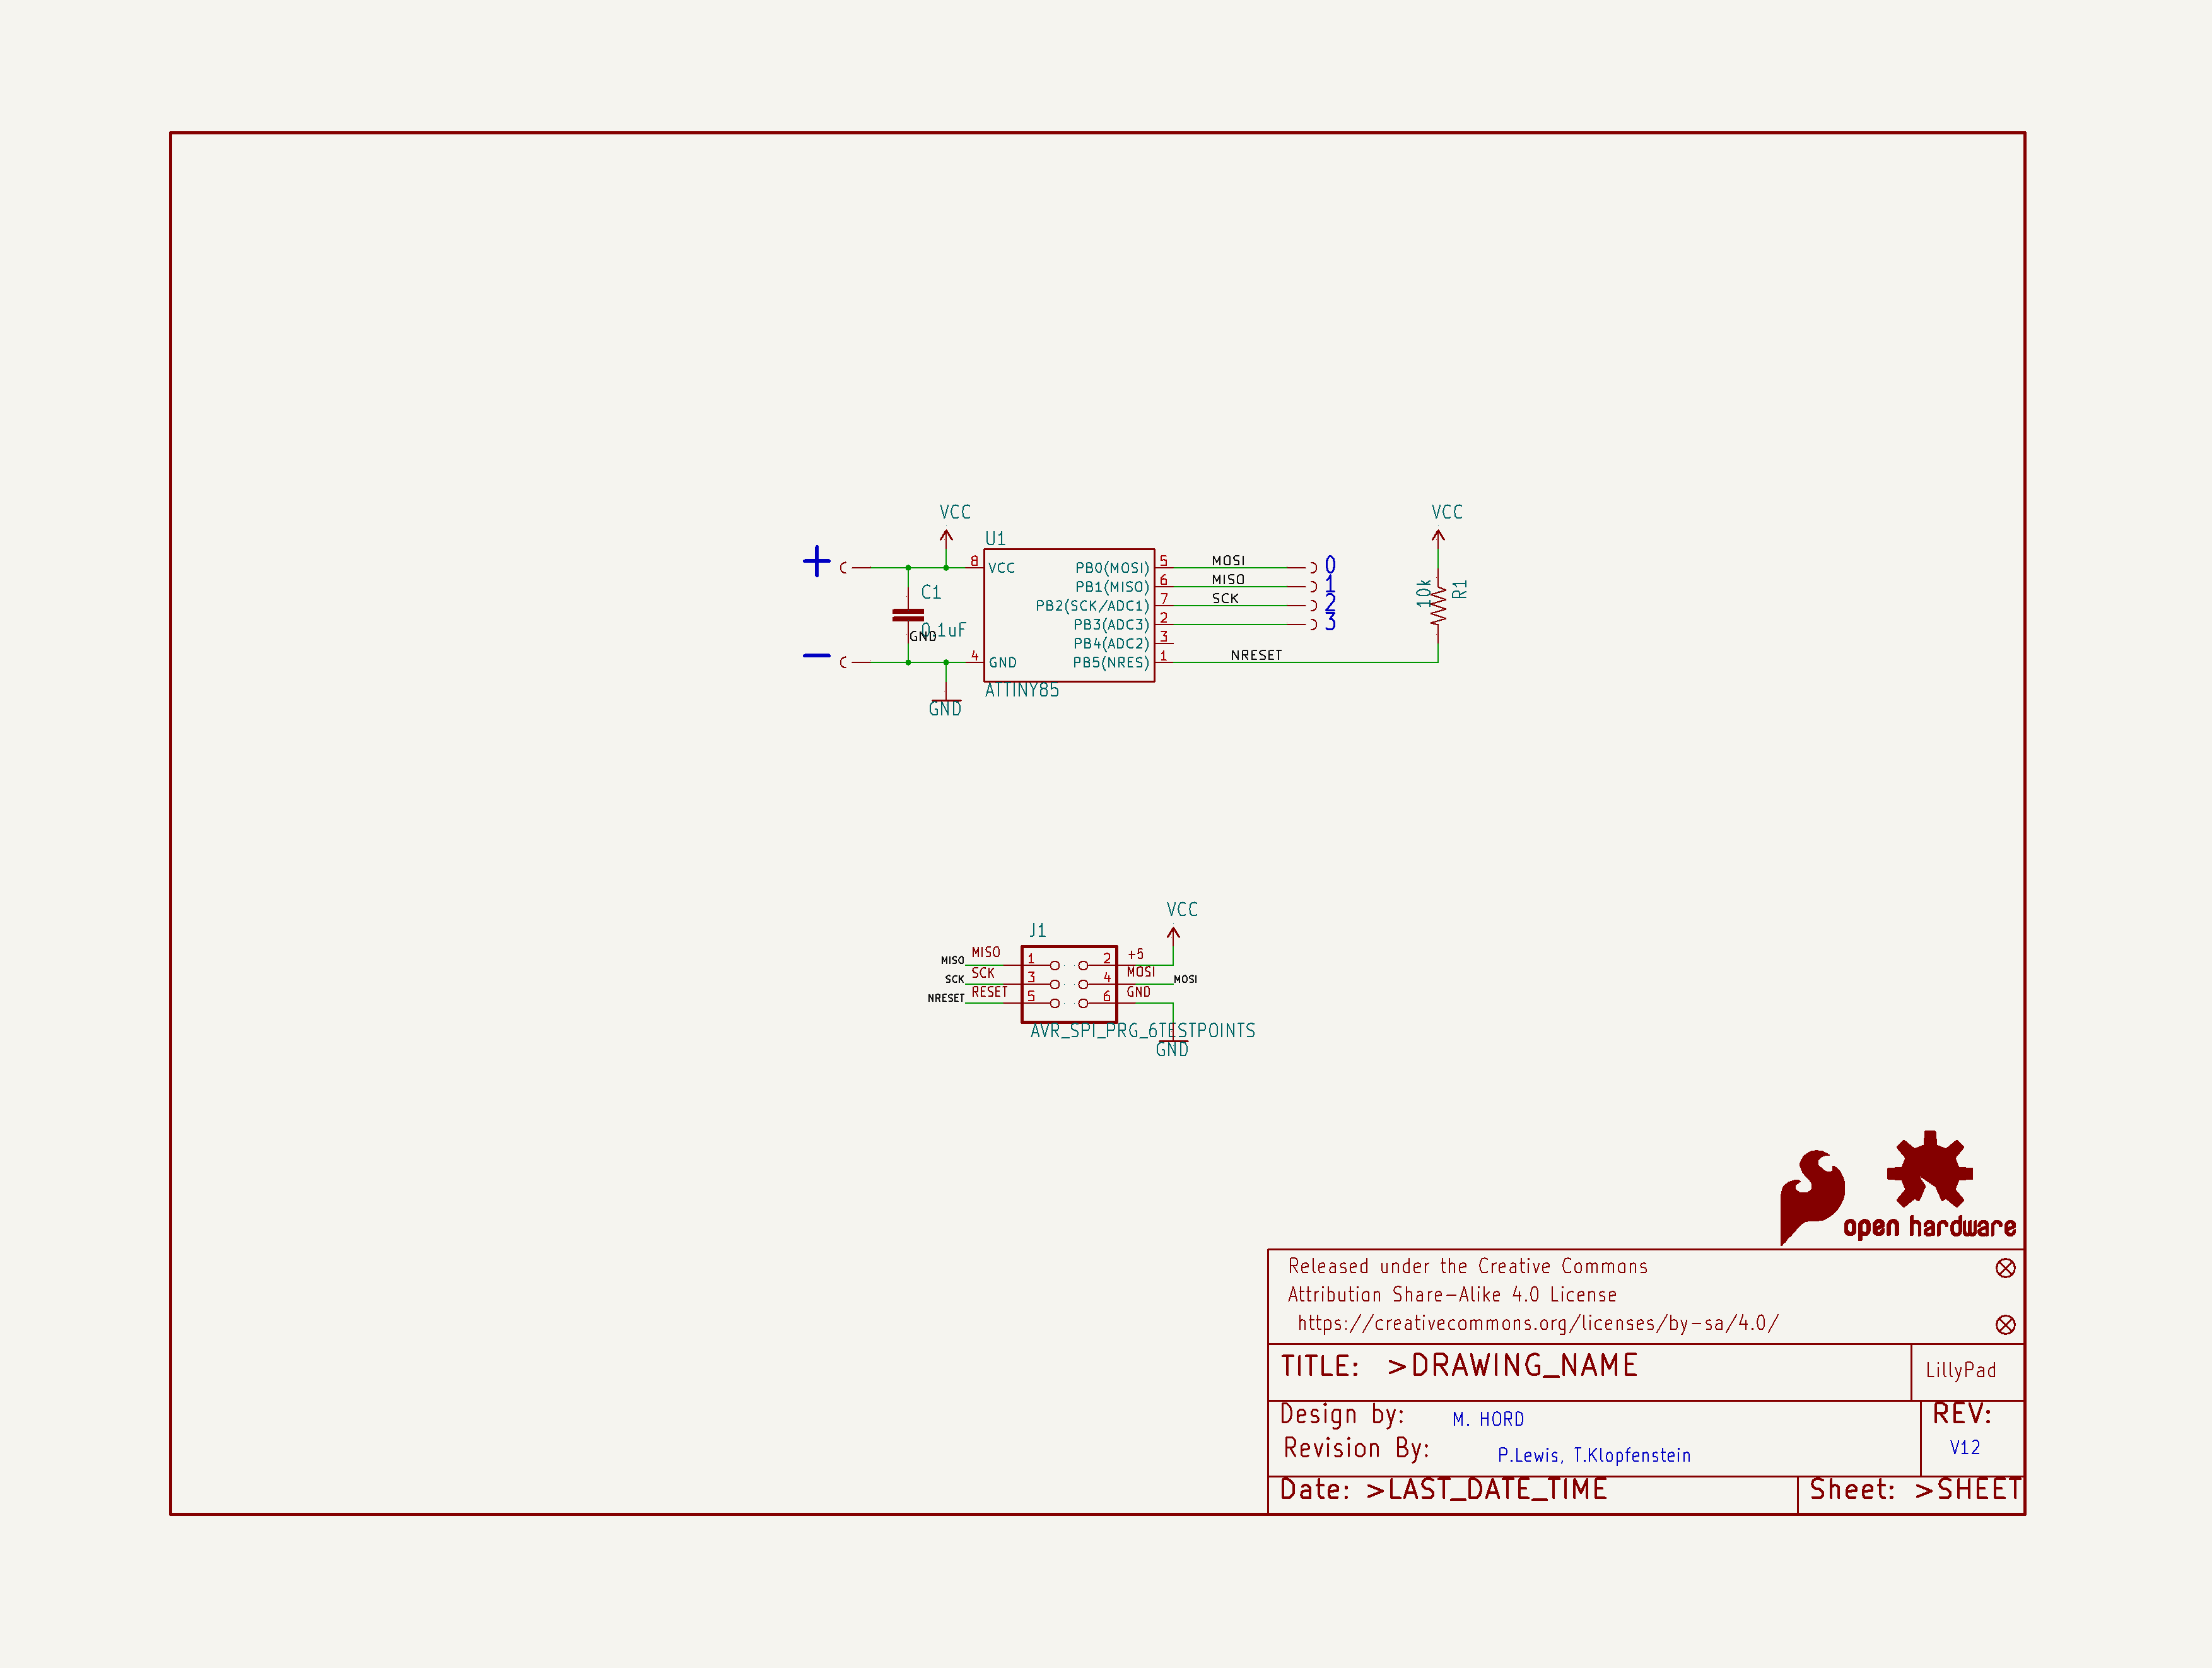 VCC
VCC
U1
+
8
VCC
PB0(MOSI)
5
MOSI
0
PB1(MISO)
6
MISO
1
C1
PB2(SCK/ADC1)
7
SCK
2
10k
R1
0.1uF
GND
PB3(ADC3)
2
3
PB4(ADC2)
3
−
4
GND
PB5(NRES)
1
NRESET
ATTINY85
GND
VCC
J1
MISO
MISO
1
2
+5
SCK
SCK
3
4
MOSI
MOSI
NRESET
RESET
5
6
GND
AVR_SPI_PRG_6TESTPOINTS
GND
open hardware
Released under the Creative Commons
Attribution Share-Alike 4.0 License
https://creativecommons.org/licenses/by-sa/4.0/
TITLE: >DRAWING_NAME
LillyPad
Design by: M. HORD
REV:
Revision By: P.Lewis, T.Klopfenstein
V12
Date: >LAST_DATE_TIME
Sheet: >SHEET